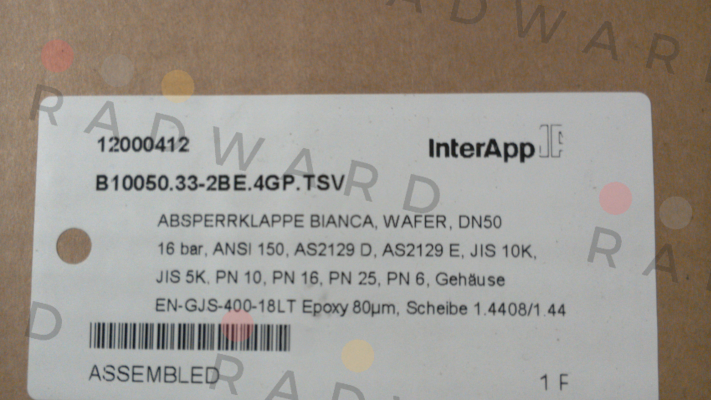 12000412
InterApp
B10050.33-2BE.4GP.TSV
ABSPERRKLAPPE BIANCA, WAFER, DN50
16 bar, ANSI 150, AS2129 D, AS2129 E, JIS 10K,
JIS 5K, PN 10, PN 16, PN 25, PN 6, Gehäuse
EN-GJS-400-18LT Epoxy 80µm, Scheibe 1.4408/1.44
ASSEMBLED
1 F
RADWARD